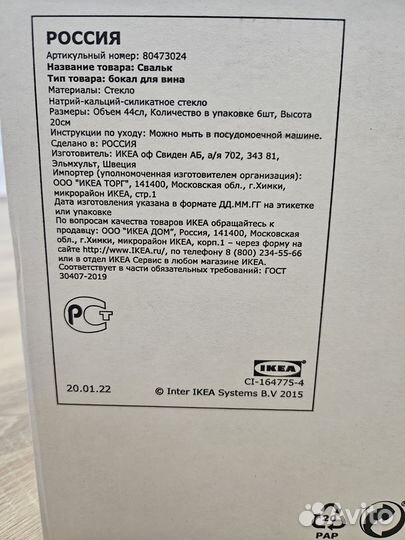 РОССИЯ
Артикульный номер: 80473024
Название товара: Свальк
Тип товара: бокал для вина
Материалы: Стекло
Натрий-кальций-силикатное стекло
Размеры: Объем 44сл, Количество в упаковке 6шт, Высота
20см
Инструкции по уходу: Можно мыть в посудомоечной машине.
Сделано в: РОССИЯ
Изготовитель: ИКЕА оф Свиден АБ, а/я 702, 343 81,
Эльмхульт, Швеция
Импортер (уполномоченная изготовителем организация):
ООО "ИКЕА ТОРГ", 141400, Московская обл., г.Химки,
микрорайон ИКЕА, стр.1
Дата изготовления указана в формате ДД.ММ.ГГ на этикетке
или упаковке
По вопросам качества товаров ИКЕА обращайтесь к
продавцу: ООО "ИКЕА ДОМ", Россия, 141400, Московская
обл., г. Химки, микрорайон ИКЕА, корп.1 – через форму на
сайте http://www.IKEA.ru/, по телефону 8 (800) 234-55-66
или в отдел ИКЕА Сервис в любом магазине ИКЕА.
Соответствует в части обязательных требований: ГОСТ
30407-2019
РСТ
IKEA
CI-164775-4
20.01.22
© Inter IKEA Systems B.V 2015
20
PAP
Avito